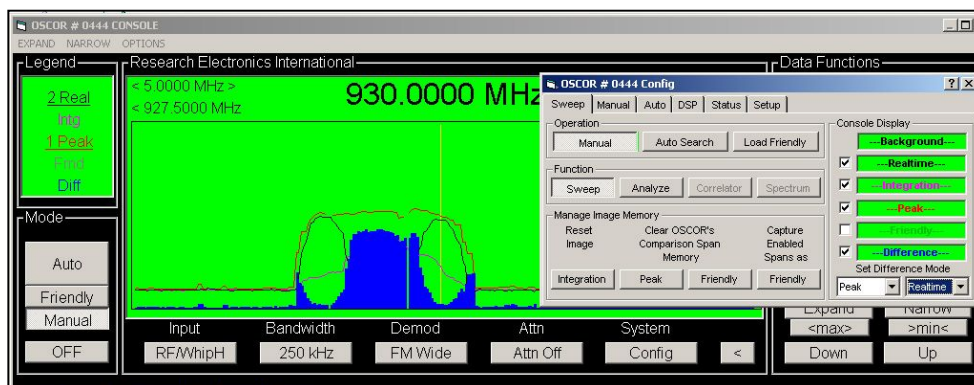 OSCOR # 0444 CONSOLE
EXPAND NARROW OPTIONS
Legend
2 Real
Intg
1 Peak
Frnd
Diff
Mode
Auto
Friendly
Manual
OFF
Research Electronics International
< 5.0000 MHz >
< 927.5000 MHz
930.0000 MHz
Input Bandwidth Demod Attn System
RF/WhipH 250 kHz FM Wide Attn Off Config <
Data Functions
Expand Narrow
<max> >min<
Down Up
OSCOR # 0444 Config
Sweep Manual Auto DSP Status Setup
Operation
Manual Auto Search Load Friendly
Function
Sweep Analyze Correlator Spectrum
Manage Image Memory
Reset Image
Clear OSCOR's Comparison Span Memory
Capture Enabled Spans as
Integration Peak Friendly Friendly
Console Display
---Background---
---Realtime---
---Integration---
---Peak---
---Friendly---
---Difference---
Set Difference Mode
Peak Realtime